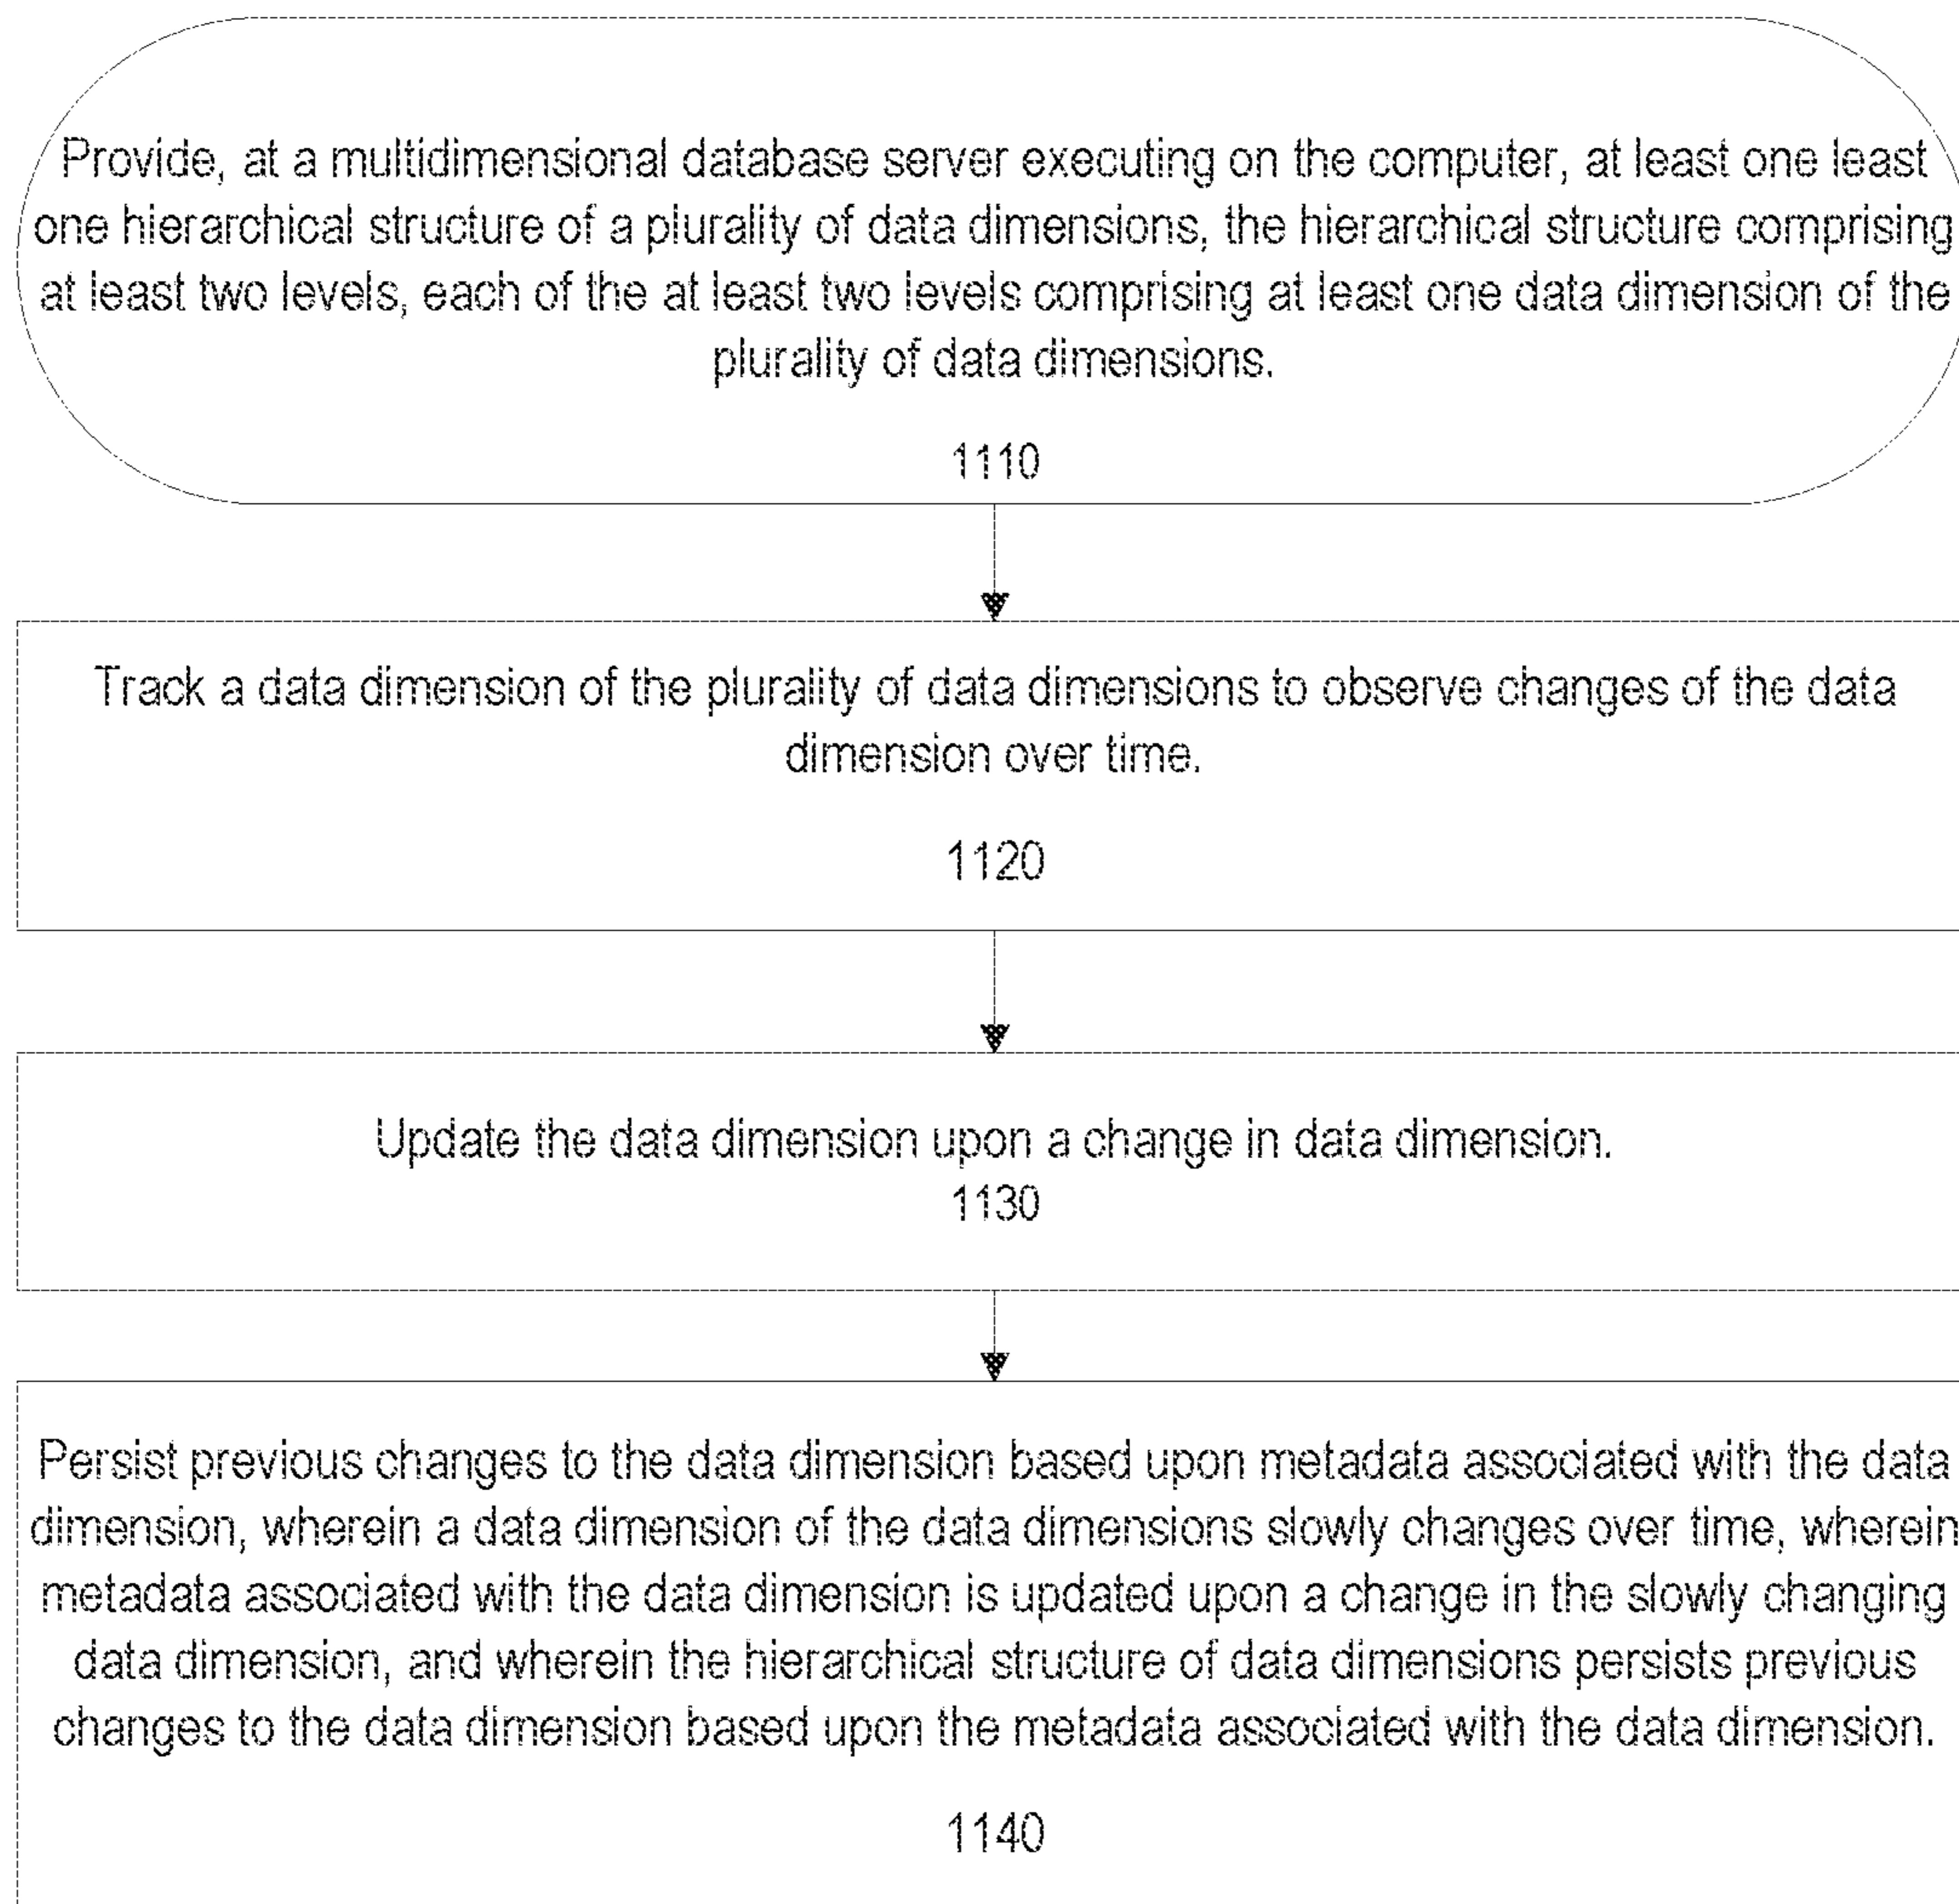 Provide, at a multidimensional database server executing on the computer, at least one least
one hierarchical structure of a plurality of data dimensions, the hierarchical structure comprising
at least two levels, each of the at least two levels comprising at least one data dimension of the
plurality of data dimensions.
1110
Track a data dimension of the plurality of data dimensions to observe changes of the data
dimension over time.
1120
Update the data dimension upon a change in data dimension.
1130
Persist previous changes to the data dimension based upon metadata associated with the data
dimension, wherein a data dimension of the data dimensions slowly changes over time, wherein
metadata associated with the data dimension is updated upon a change in the slowly changing
data dimension, and wherein the hierarchical structure of data dimensions persists previous
changes to the data dimension based upon the metadata associated with the data dimension.
1140